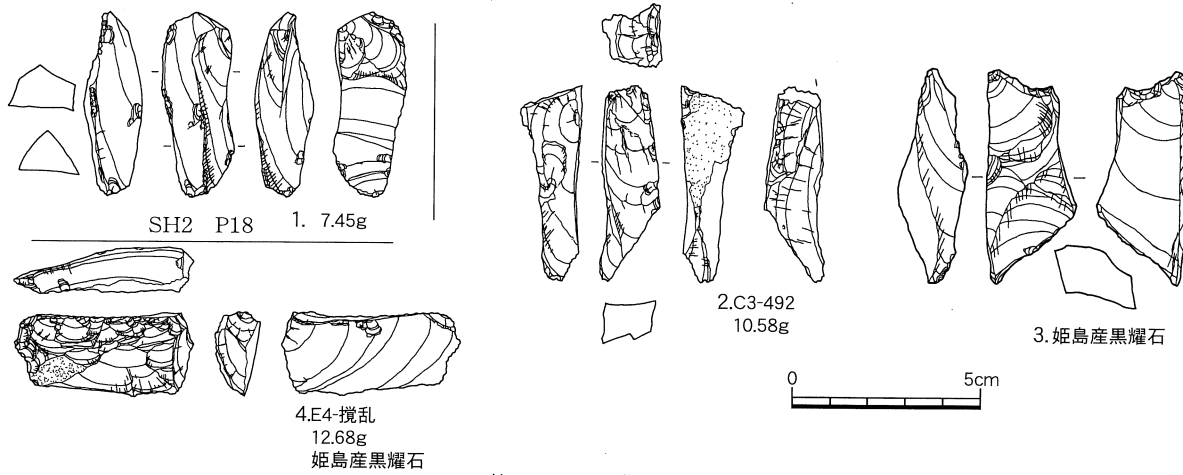 SH2 P18
1. 7.45g
2.C3-492
10.58g
3.姫島産黒耀石
0 5cm
4.E4-撹乱
12.68g
姫島産黒耀石